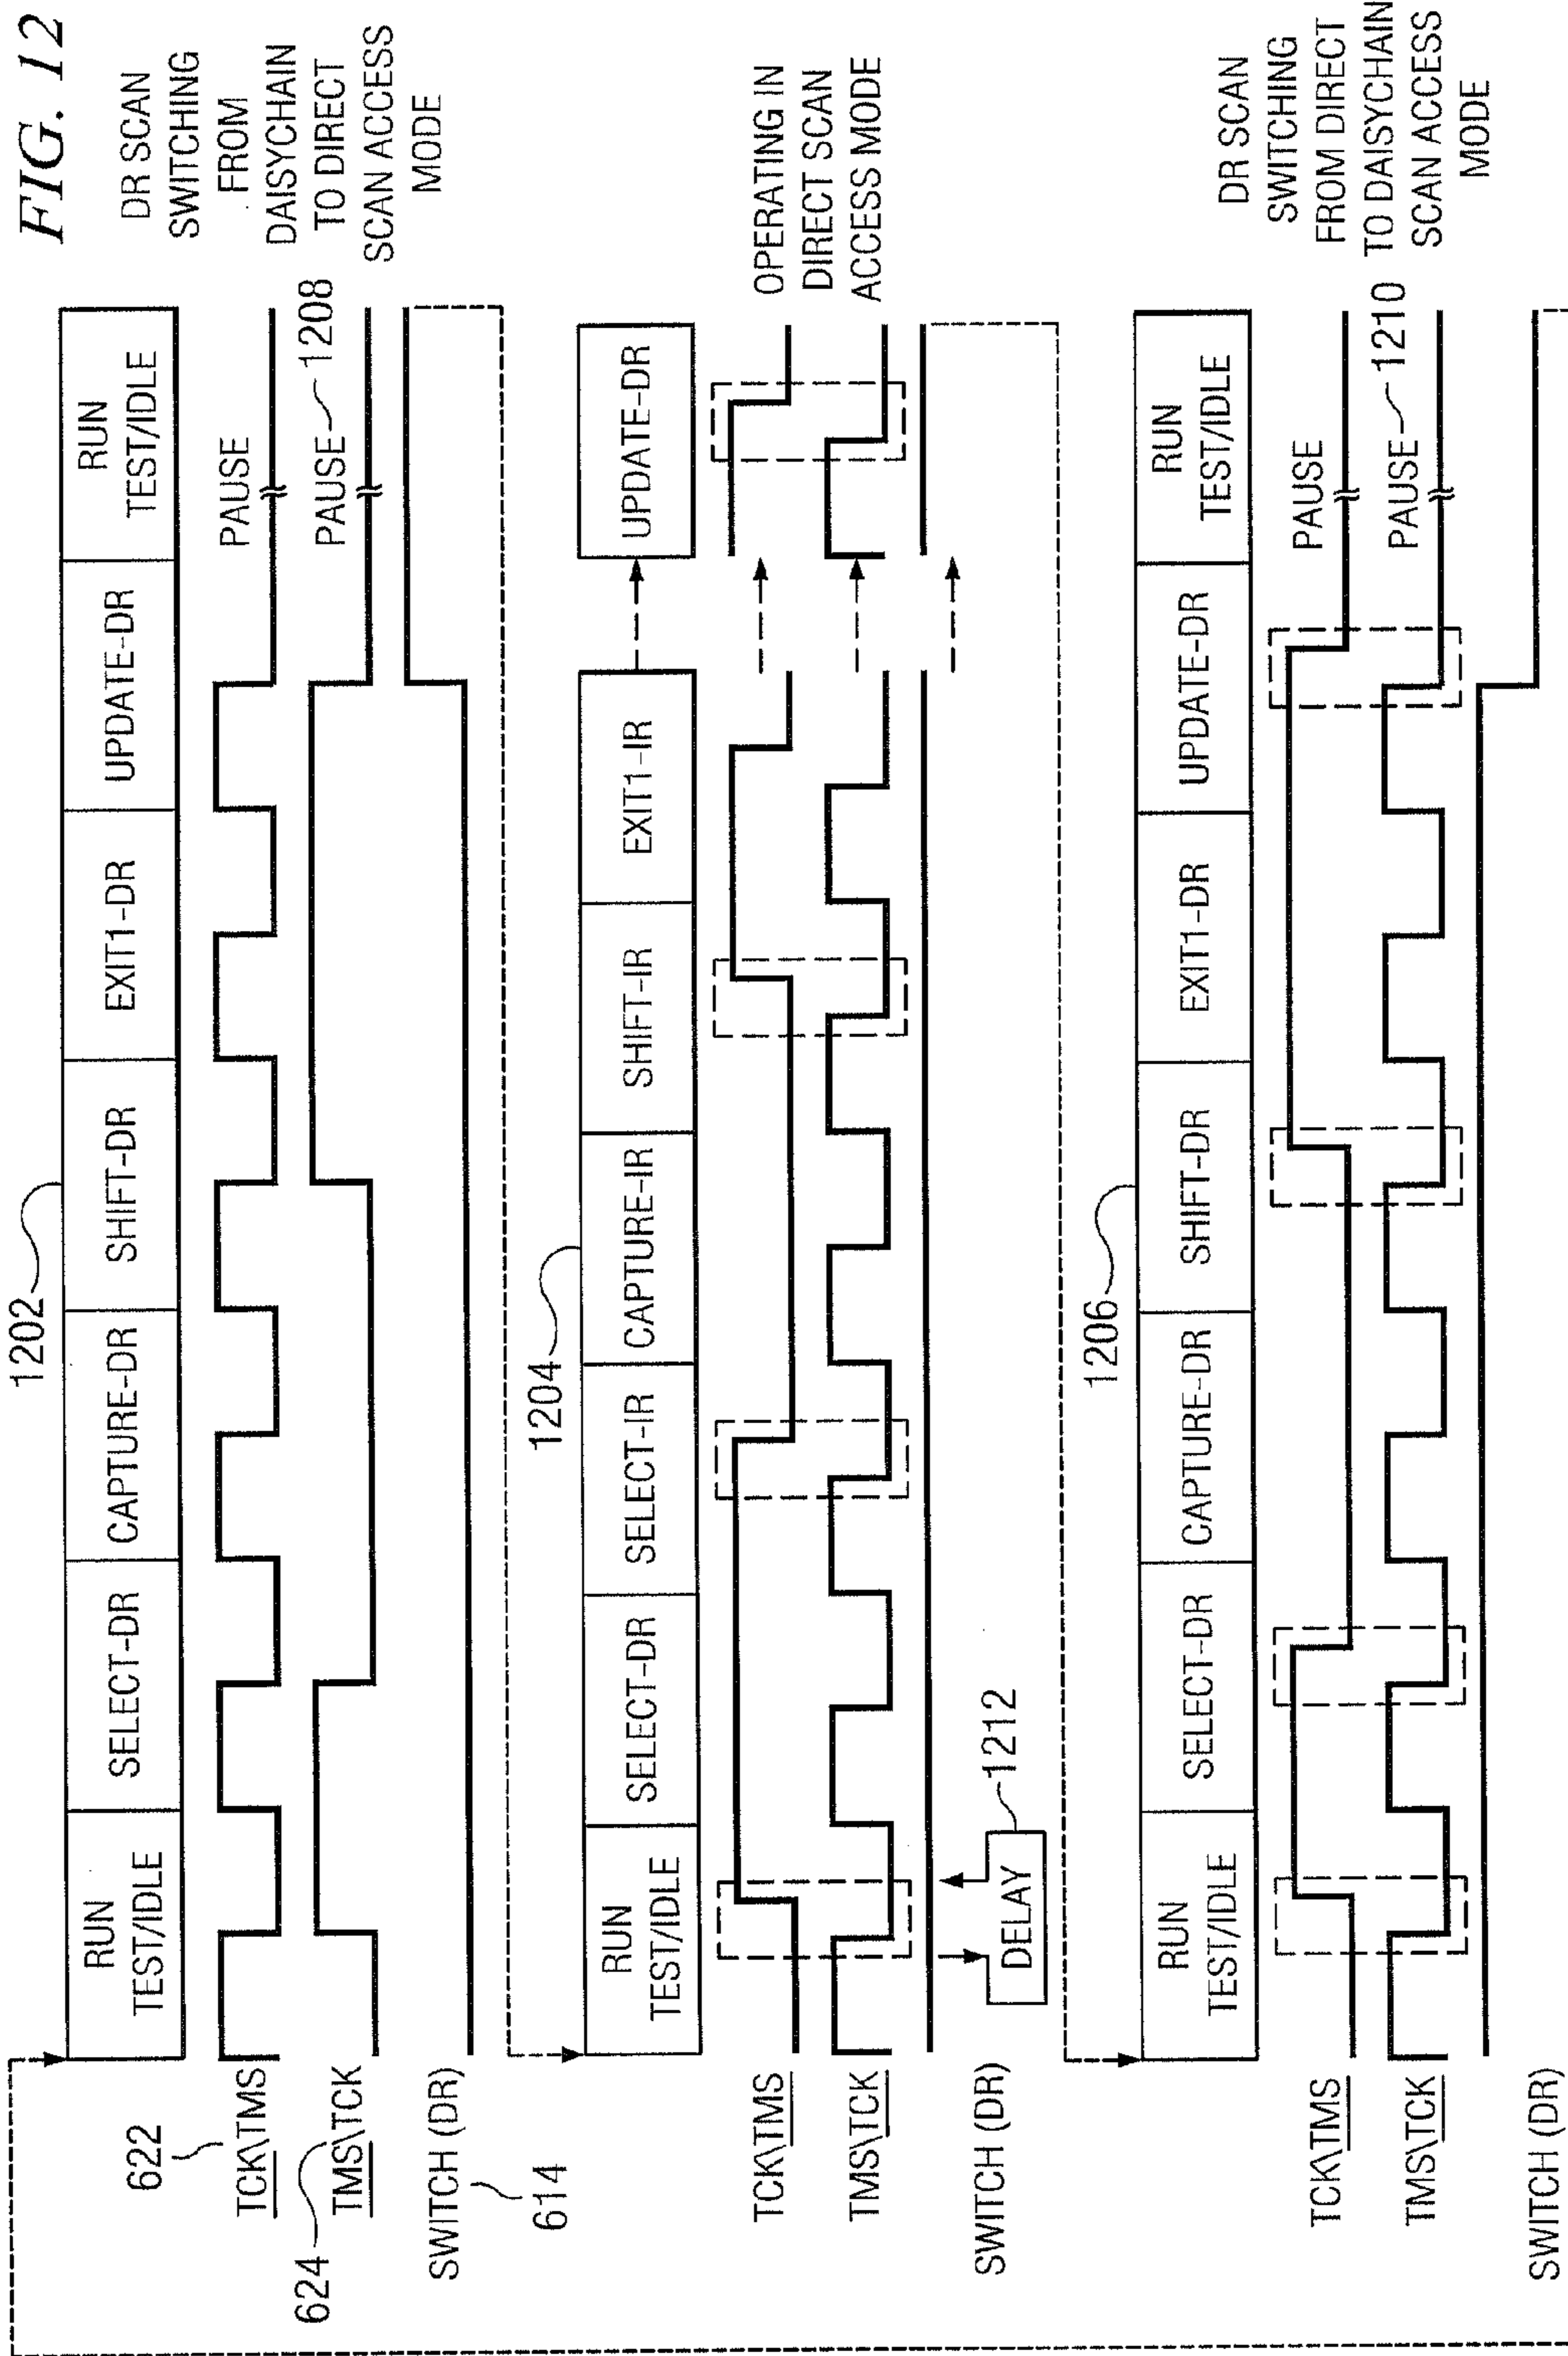 FIG. 12
1202
RUN
TEST/IDLE
SELECT-DR
CAPTURE-DR
SHIFT-DR
EXIT1-DR
UPDATE-DR
RUN
TEST/IDLE
DR SCAN
SWITCHING
FROM
DAISYCHAIN
TO DIRECT
SCAN ACCESS
MODE
622
TCK\TMS
PAUSE
624
TMS\TCK
PAUSE
1208
SWITCH (DR)
614
1204
RUN
TEST/IDLE
SELECT-DR
SELECT-IR
CAPTURE-IR
SHIFT-IR
EXIT1-IR
UPDATE-DR
OPERATING IN
DIRECT SCAN
ACCESS MODE
TCK\TMS
TMS\TCK
SWITCH (DR)
DELAY
1212
1206
RUN
TEST/IDLE
SELECT-DR
CAPTURE-DR
SHIFT-DR
EXIT1-DR
UPDATE-DR
RUN
TEST/IDLE
DR SCAN
SWITCHING
FROM DIRECT
TO DAISYCHAIN
SCAN ACCESS
MODE
TCK\TMS
PAUSE
TMS\TCK
PAUSE
1210
SWITCH (DR)